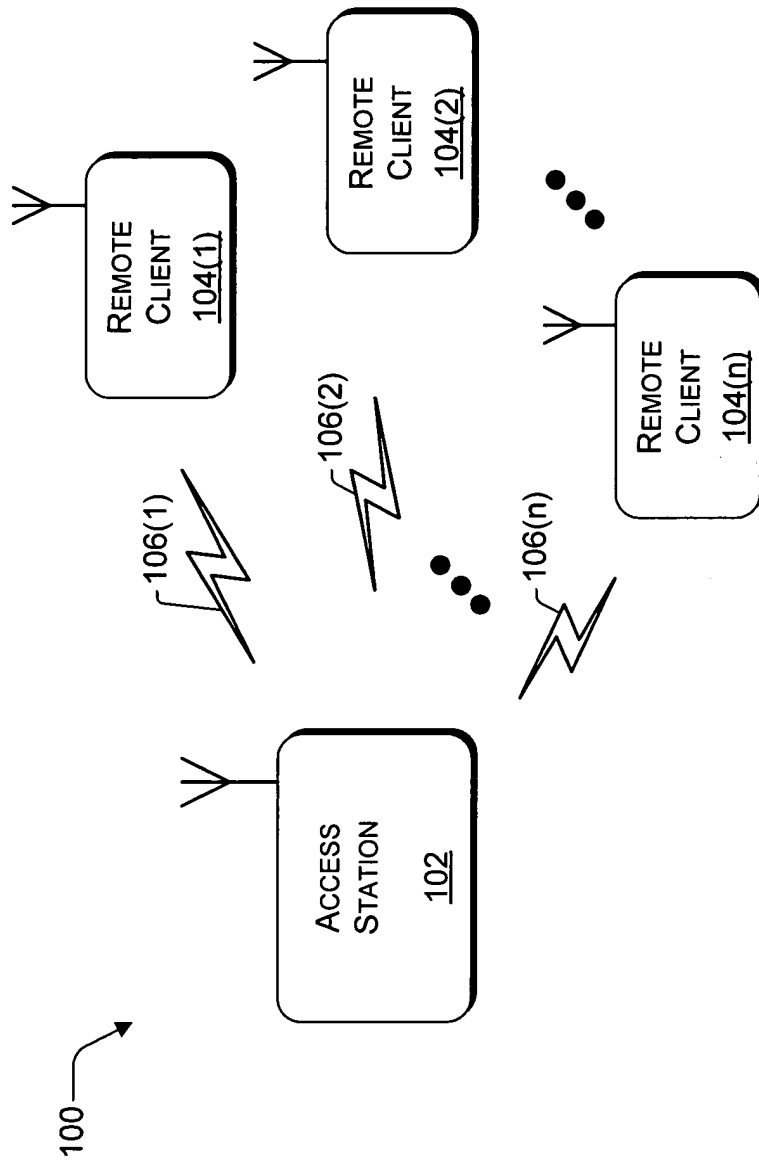 100
ACCESS
STATION
102
106(1)
106(2)
106(n)
REMOTE
CLIENT
104(1)
REMOTE
CLIENT
104(2)
REMOTE
CLIENT
104(n)